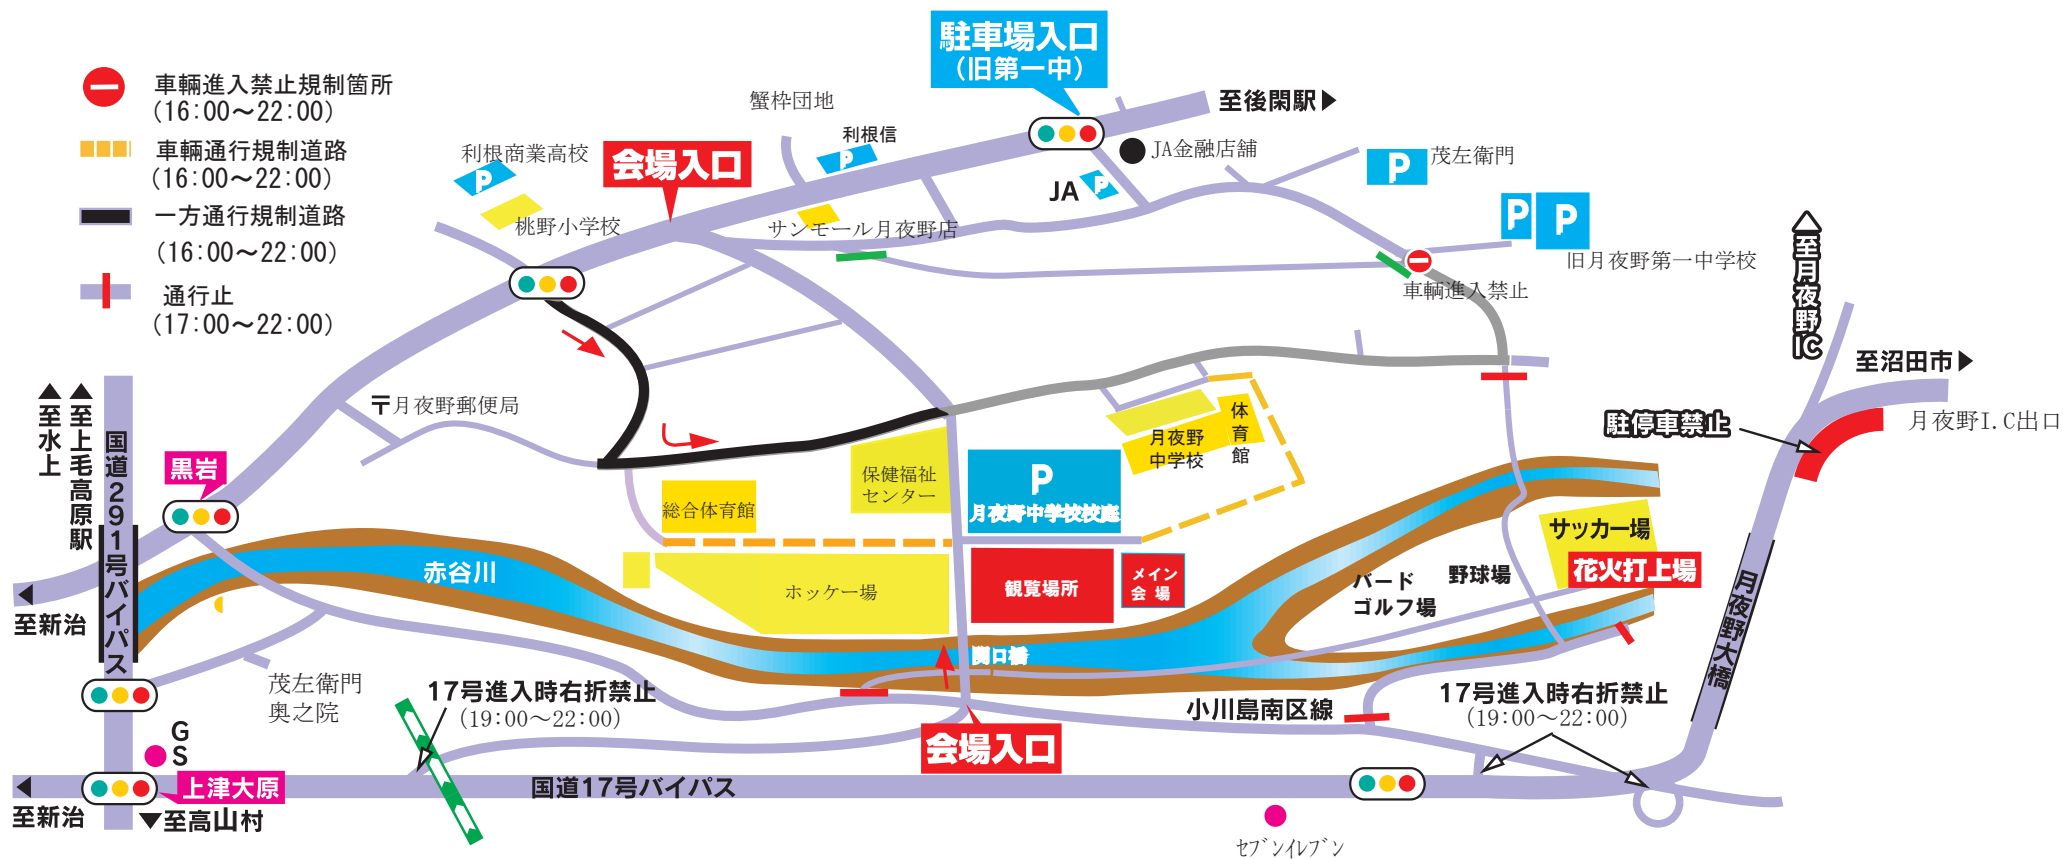 車輛進入禁止規制箇所
(16:00〜22:00)
車輛通行規制道路
(16:00〜22:00)
一方通行規制道路
(16:00〜22:00)
通行止
(17:00〜22:00)
駐車場入口
(旧第一中)
至後閑駅▶
蟹枠団地
利根信
P
利根商業高校
P
会場入口
JA金融店舗
JA
P
P
茂左衛門
桃野小学校
サンモール月夜野店
P
P
旧月夜野第一中学校
車輌進入禁止
△至月夜野IC
至沼田市▶
駐停車禁止
月夜野I.C出口
▲至水上
▲至上毛高原駅
国道291号バイパス
〒月夜野郵便局
黒岩
月夜野
中学校
体育館
保健福祉
センター
P
月夜野中学校校庭
総合体育館
サッカー場
花火打上場
赤谷川
ホッケー場
観覧場所
メイン
会場
バード
ゴルフ場
野球場
月夜野大橋
◀
至新治
関口橋
茂左衛門
奥之院
17号進入時右折禁止
(19:00〜22:00)
小川島南区線
17号進入時右折禁止
(19:00〜22:00)
GS
会場入口
上津大原
国道17号バイパス
◀
至新治
▼至高山村
セブンイレブン